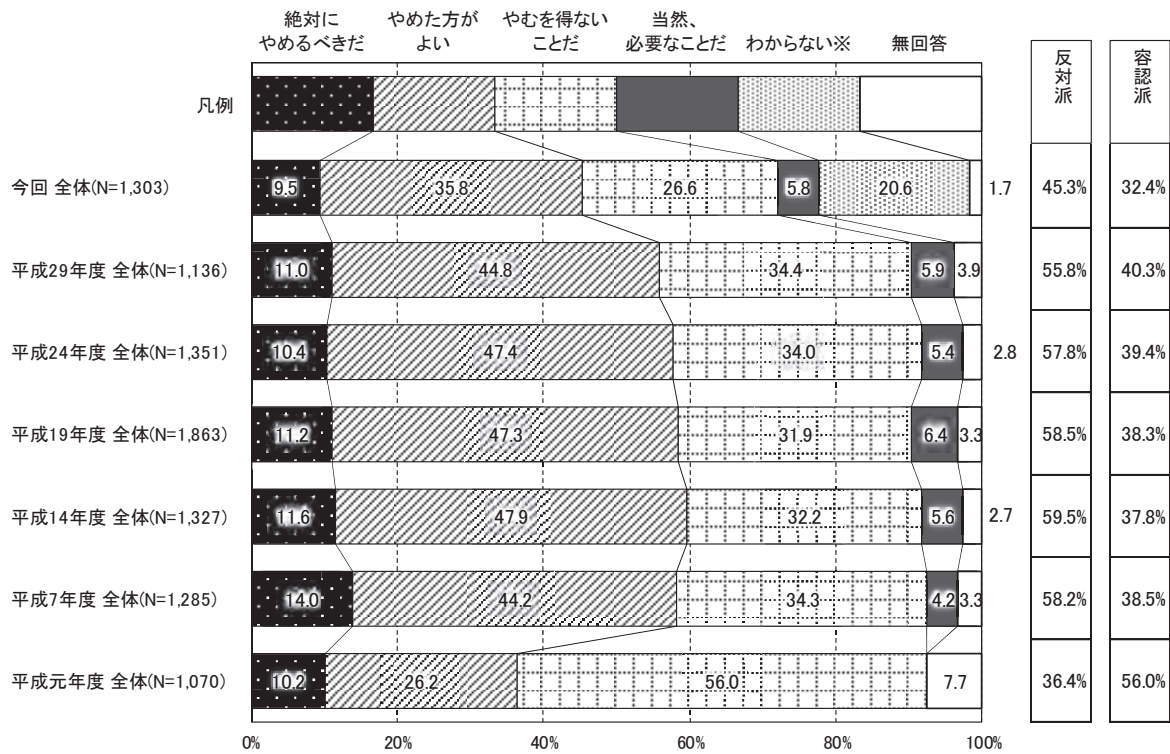 絶対に
やめるべきだ
やめた方が
よい
やむを得ない
ことだ
当然、
必要なことだ
わからない※
無回答
反対派
容認派
凡例
今回 全体(N=1,303) 9.5 35.8 26.6 5.8 20.6 1.7 45.3% 32.4%
平成29年度 全体(N=1,136) 11.0 44.8 34.4 5.9 3.9 55.8% 40.3%
平成24年度 全体(N=1,351) 10.4 47.4 34.0 5.4 2.8 57.8% 39.4%
平成19年度 全体(N=1,863) 11.2 47.3 31.9 6.4 3.3 58.5% 38.3%
平成14年度 全体(N=1,327) 11.6 47.9 32.2 5.6 2.7 59.5% 37.8%
平成7年度 全体(N=1,285) 14.0 44.2 34.3 4.2 3.3 58.2% 38.5%
平成元年度 全体(N=1,070) 10.2 26.2 56.0 7.7 36.4% 56.0%
0% 20% 40% 60% 80% 100%